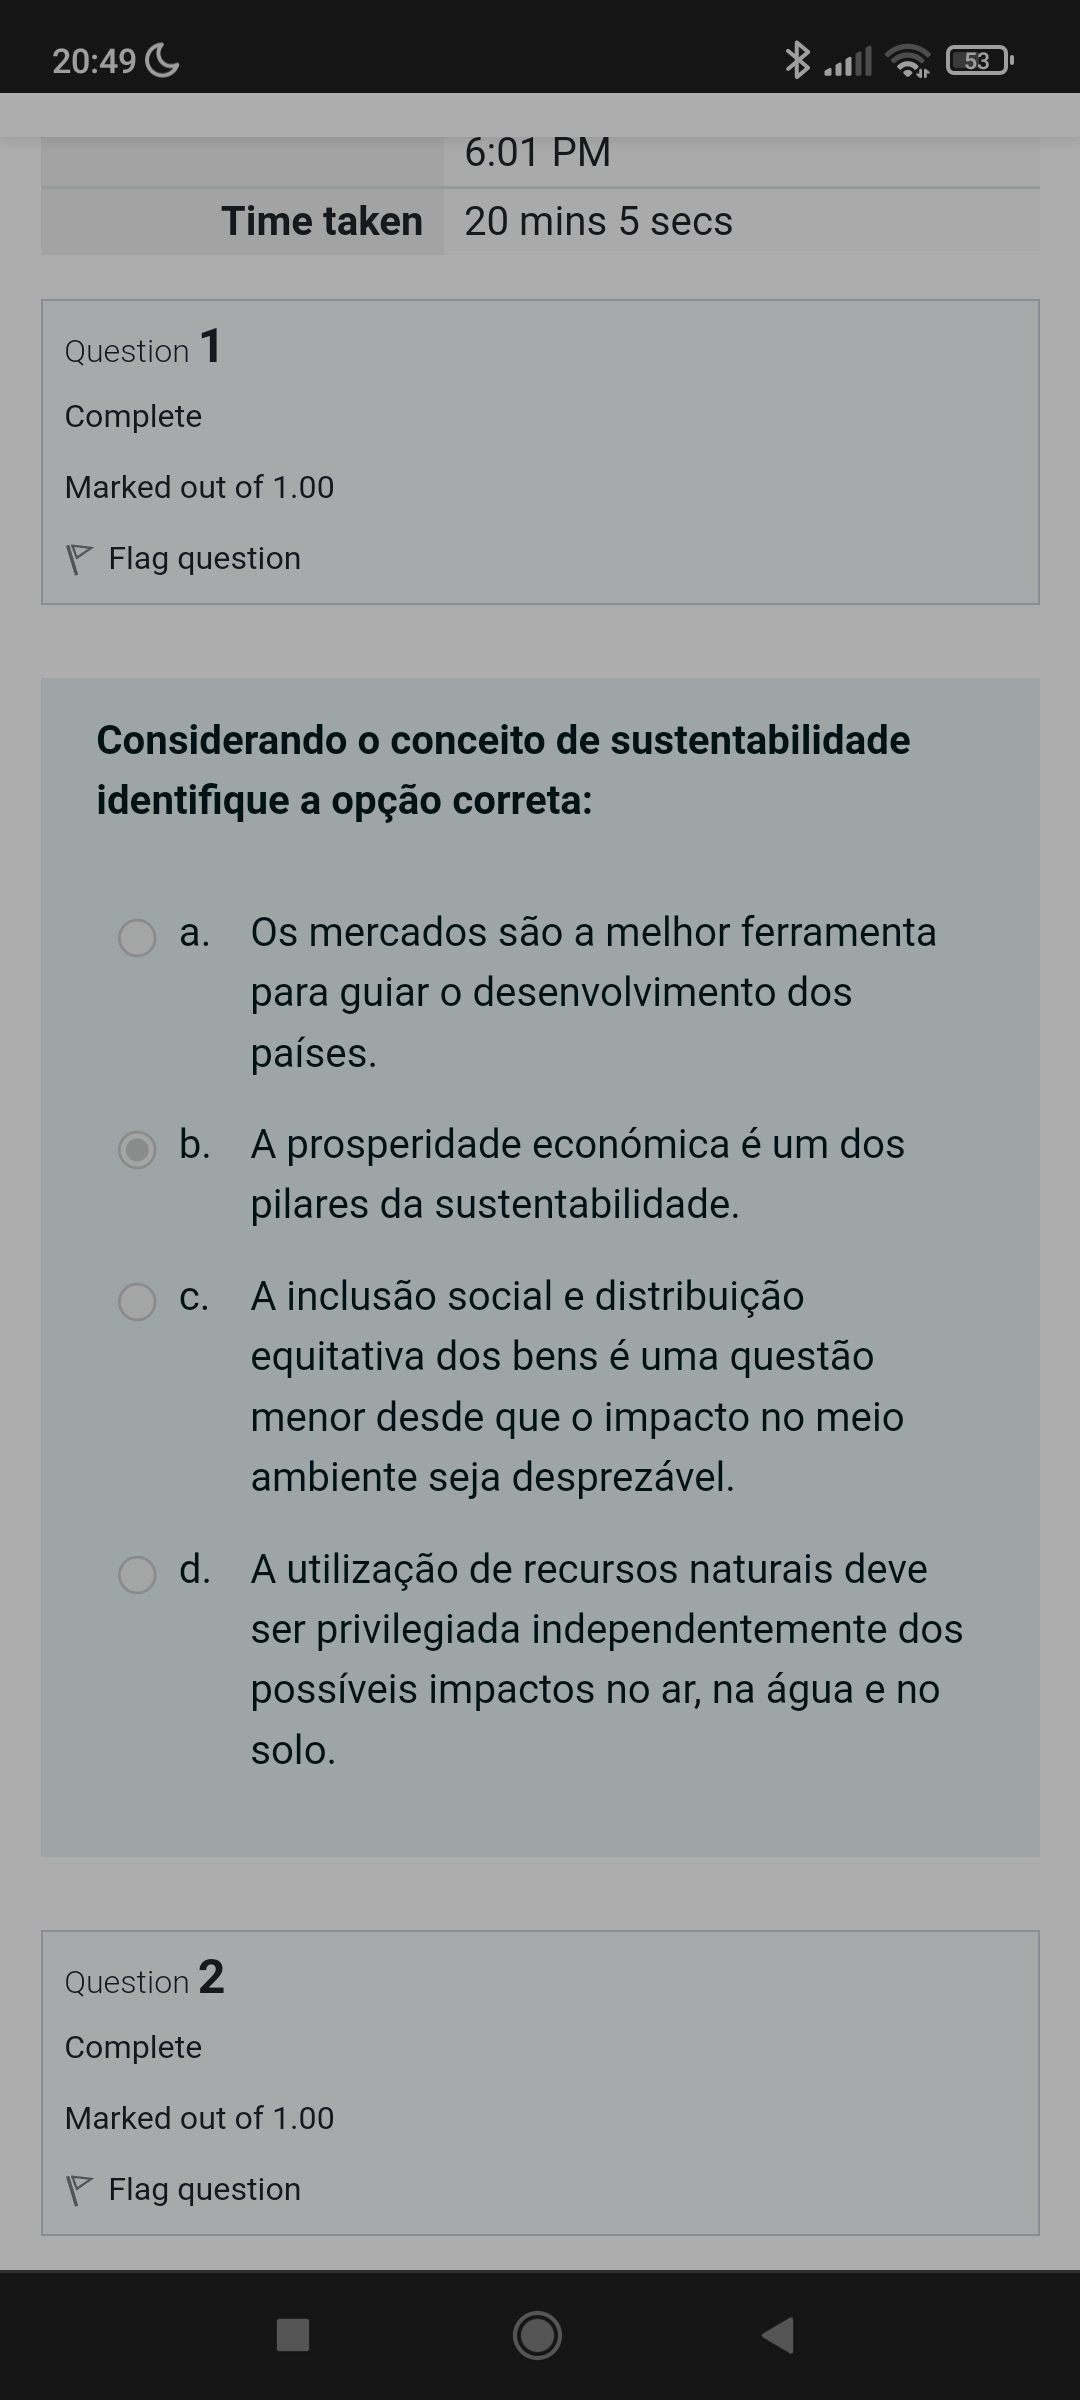 20:49
53
6:01 PM
Time taken 20 mins 5 secs
Question 1
Complete
Marked out of 1.00
Flag question
Considerando o conceito de sustentabilidade
identifique a opção correta:
a. Os mercados são a melhor ferramenta
para guiar o desenvolvimento dos
países.
b. A prosperidade económica é um dos
pilares da sustentabilidade.
c. A inclusão social e distribuição
equitativa dos bens é uma questão
menor desde que o impacto no meio
ambiente seja desprezável.
d. A utilização de recursos naturais deve
ser privilegiada independentemente dos
possíveis impactos no ar, na água e no
solo.
Question 2
Complete
Marked out of 1.00
Flag question